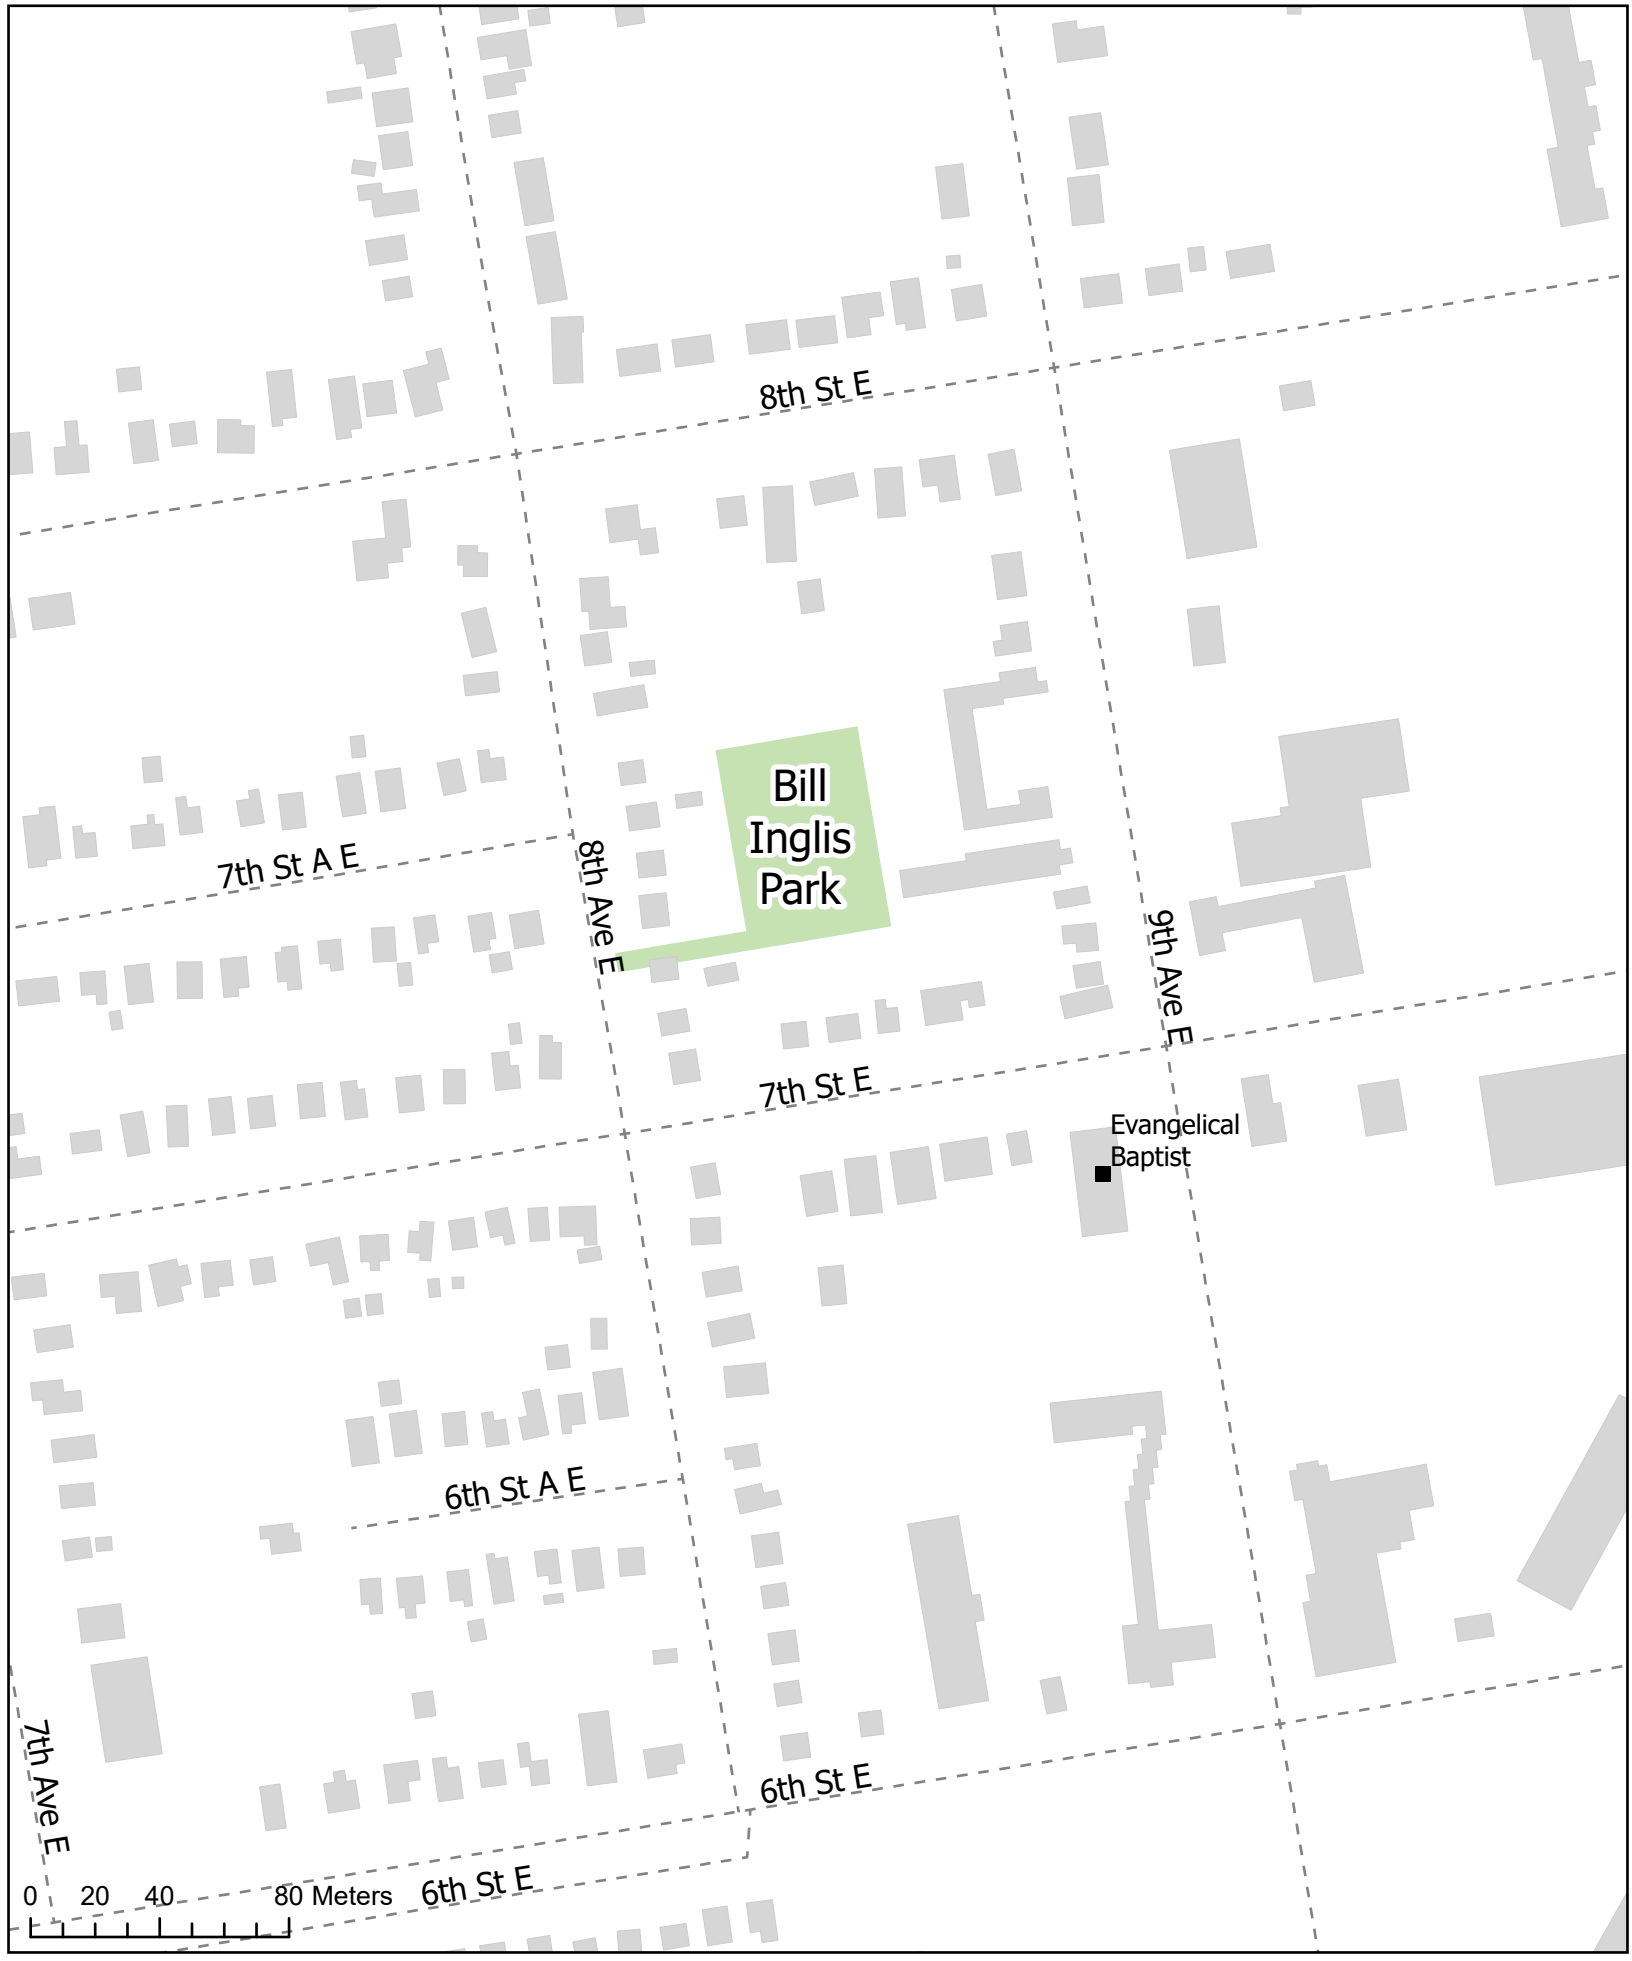 8th St E
Bill
Inglis
Park
7th St A E
8th Ave E
9th Ave E
7th St E
Evangelical
Baptist
6th St A E
7th Ave E
6th St E
6th St E
0 20 40 80 Meters